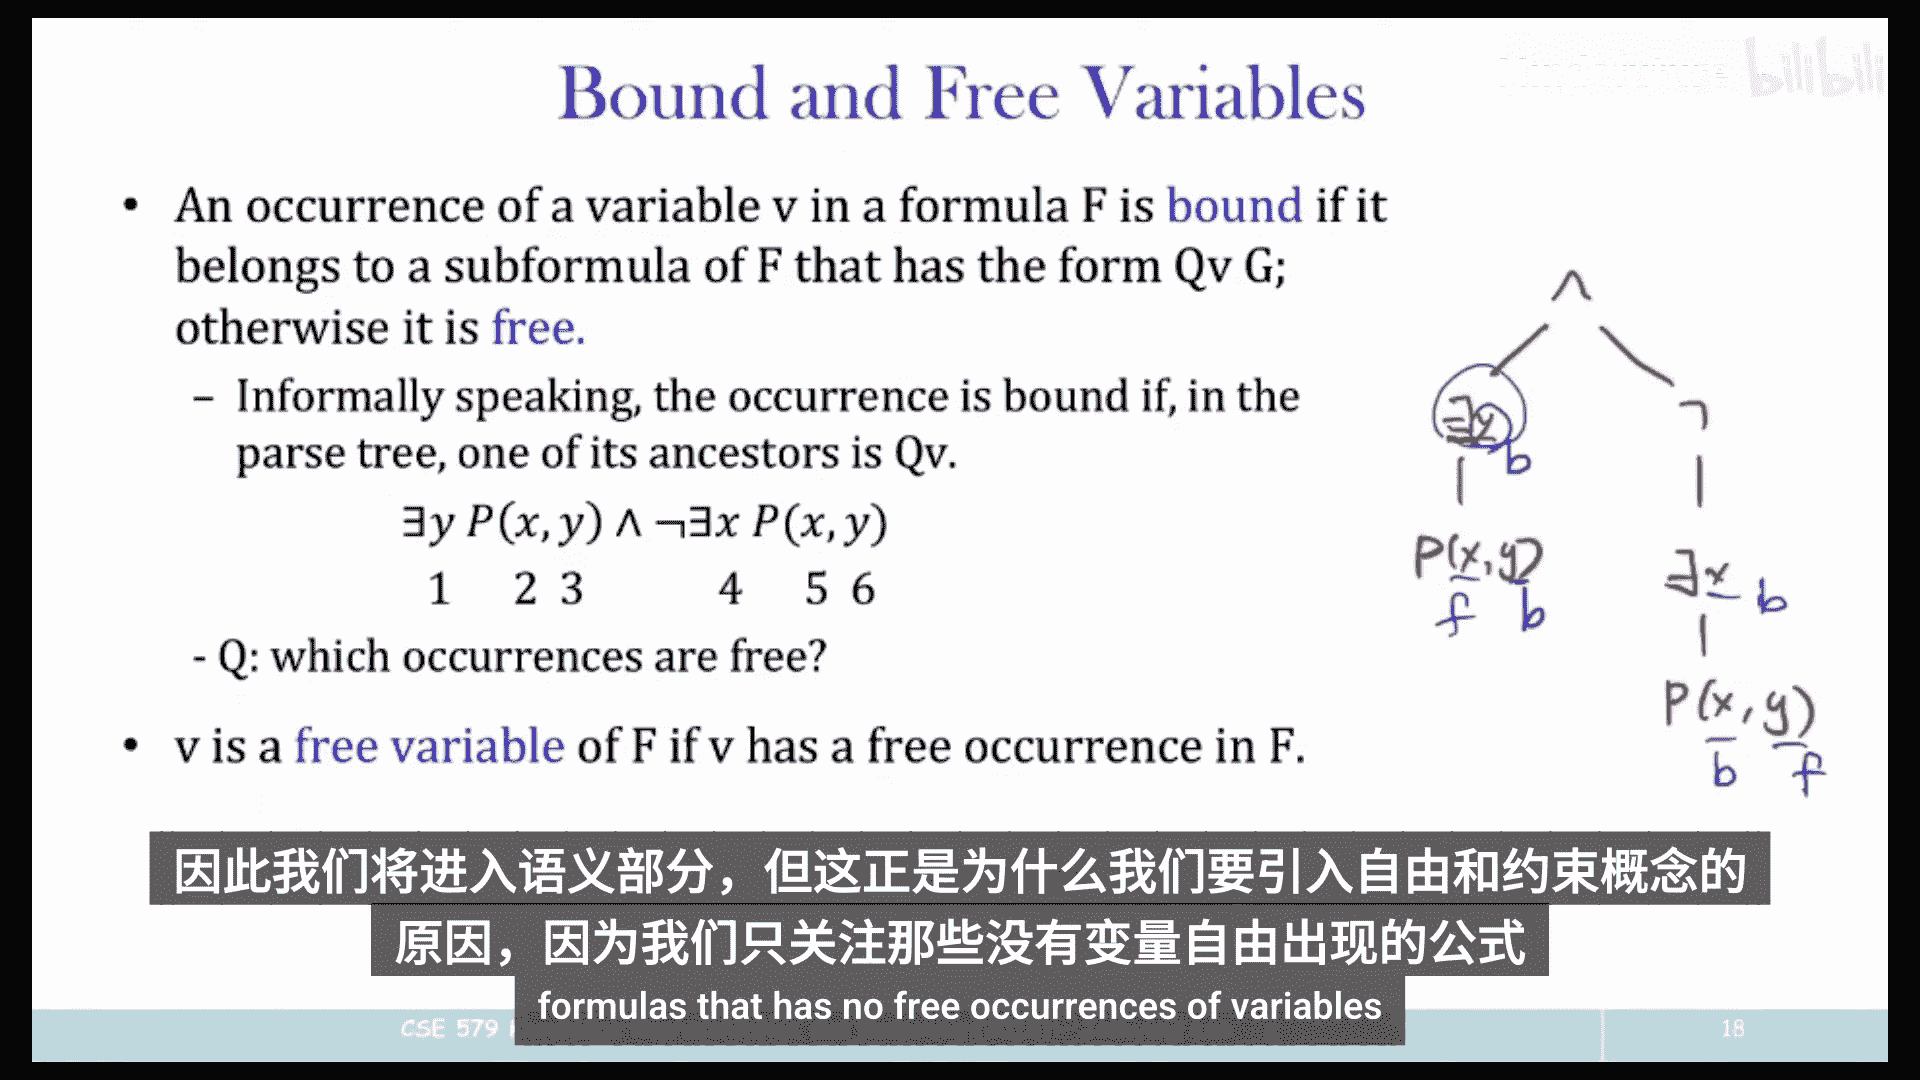 bilibili
Bound and Free Variables
• An occurrence of a variable v in a formula F is bound if it
belongs to a subformula of F that has the form Qv G;
otherwise it is free.
– Informally speaking, the occurrence is bound if, in the
parse tree, one of its ancestors is Qv.
∃y P(x, y) ∧ ¬∃x P(x, y)
1 2 3 4 5 6
- Q: which occurrences are free?
• v is a free variable of F if v has a free occurrence in F.
∧
∃y b
¬
P(x, y)
f b
∃x b
P(x, y)
b f
因此我们将进入语义部分，但这正是为什么我们要引入自由和约束概念的
原因，因为我们只关注那些没有变量自由出现的公式
formulas that has no free occurrences of variables
CSE 579
18